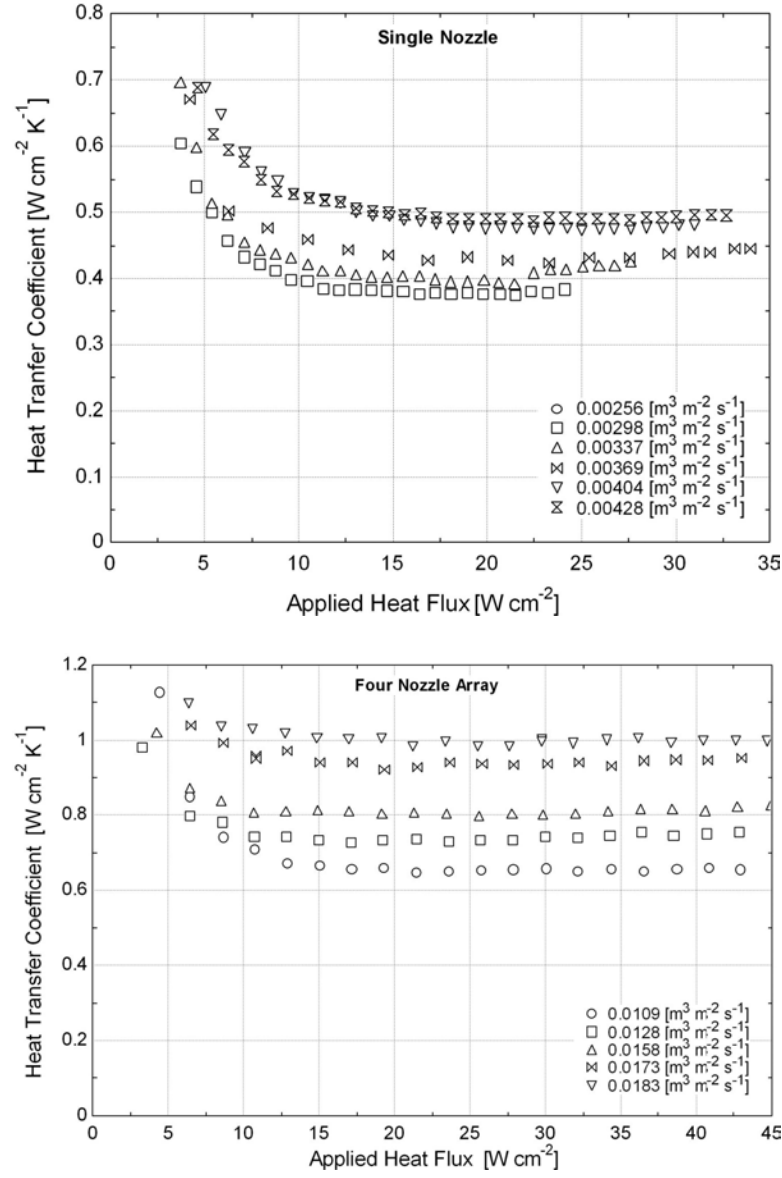 Single Nozzle
Heat Tranfer Coefficient [W cm-2 K-1]
0.8
0.7
0.6
0.5
0.4
0.3
0.2
0.1
0
0.00256 [m3 m-2 s-1]
0.00298 [m3 m-2 s-1]
0.00337 [m3 m-2 s-1]
0.00369 [m3 m-2 s-1]
0.00404 [m3 m-2 s-1]
0.00428 [m3 m-2 s-1]
0 5 10 15 20 25 30 35
Applied Heat Flux [W cm-2]
Four Nozzle Array
Heat Transfer Coefficient [W cm-2 K-1]
1.2
1
0.8
0.6
0.4
0.2
0
0.0109 [m3 m-2 s-1]
0.0128 [m3 m-2 s-1]
0.0158 [m3 m-2 s-1]
0.0173 [m3 m-2 s-1]
0.0183 [m3 m-2 s-1]
0 5 10 15 20 25 30 35 40 45
Applied Heat Flux [W cm-2]